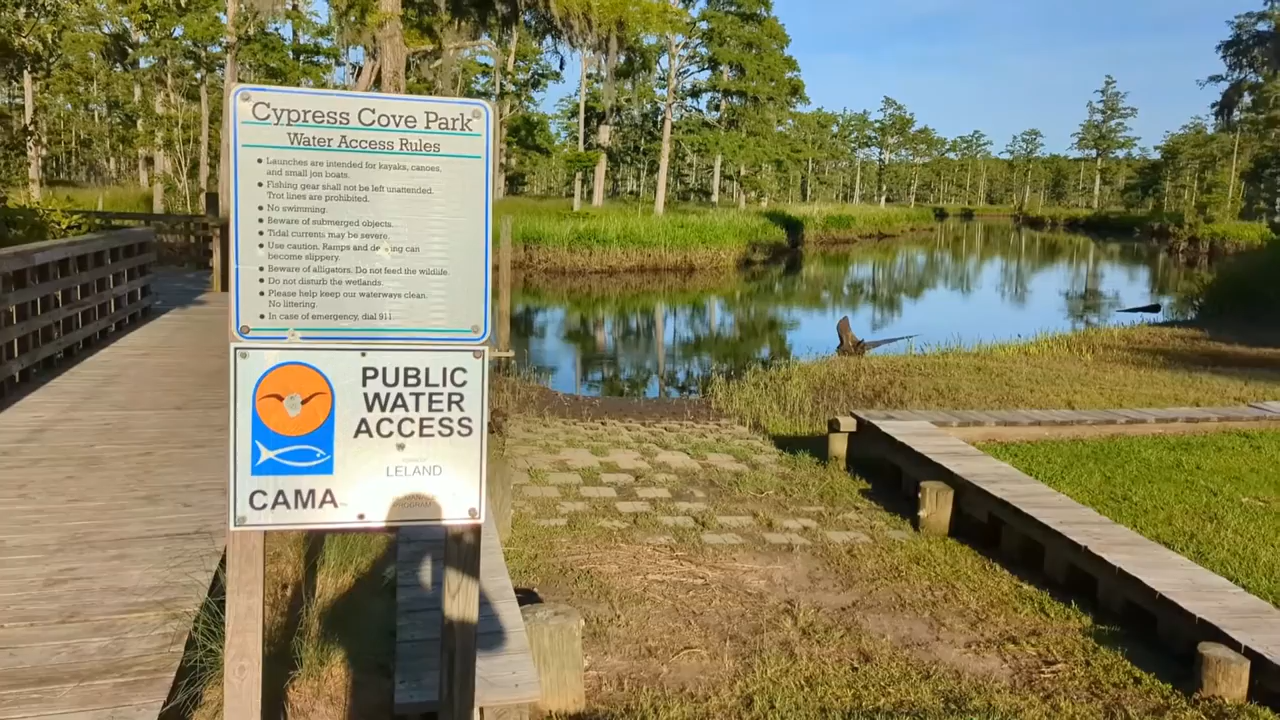 Cypress Cove Park
Water Access Rules
• Launches are intended for kayaks, canoes,
and small jon boats.
• Fishing gear shall not be left unattended.
Trot lines are prohibited.
• No swimming.
• Beware of submerged objects.
• Tidal currents may be severe.
• Use caution. Ramps and can
become slippery.
• Beware of alligators. Do not feed the wildlife.
• Do not disturb the wetlands.
• Please help keep our waterways clean.
No littering.
• In case of emergency, dial 911.
PUBLIC
WATER
ACCESS
LELAND
CAMA
PROGRAM